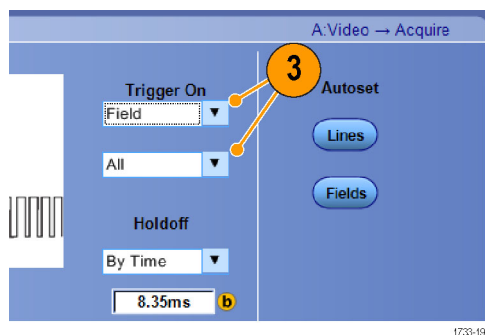 A:Video → Acquire
3
Trigger On
Field
All
Holdoff
By Time
8.35ms
b
Autoset
Lines
Fields
1733-19